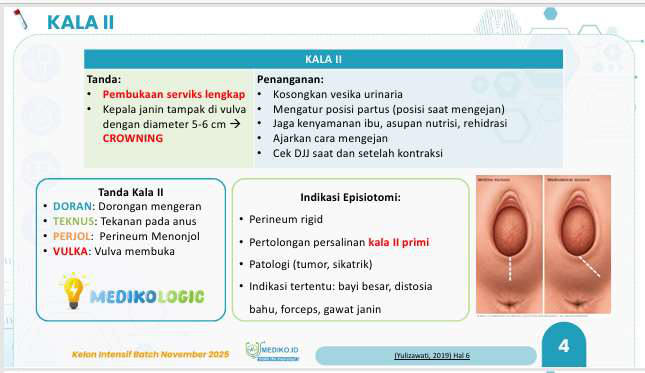 KALA II
KALA II
Tanda:
• Pembukaan serviks lengkap
• Kepala janin tampak di vulva
dengan diameter 5-6 cm →
CROWNING
Penanganan:
• Kosongkan vesika urinaria
• Mengatur posisi partus (posisi saat mengejan)
• Jaga kenyamanan ibu, asupan nutrisi, rehidrasi
• Ajarkan cara mengejan
• Cek DJJ saat dan setelah kontraksi
Tanda Kala II
• DORAN: Dorongan mengeran
• TEKNUS: Tekanan pada anus
• PERJOL: Perineum Menonjol
• VULKA: Vulva membuka
MEDIKOLOGIC
Indikasi Episiotomi:
• Perineum rigid
• Pertolongan persalinan kala II primi
• Patologi (tumor, sikatrik)
• Indikasi tertentu: bayi besar, distosia
bahu, forceps, gawat janin
Kelon Intensif Batch November 2025
MEDIKO.ID
(Yulizawati, 2019) Hal 6
4